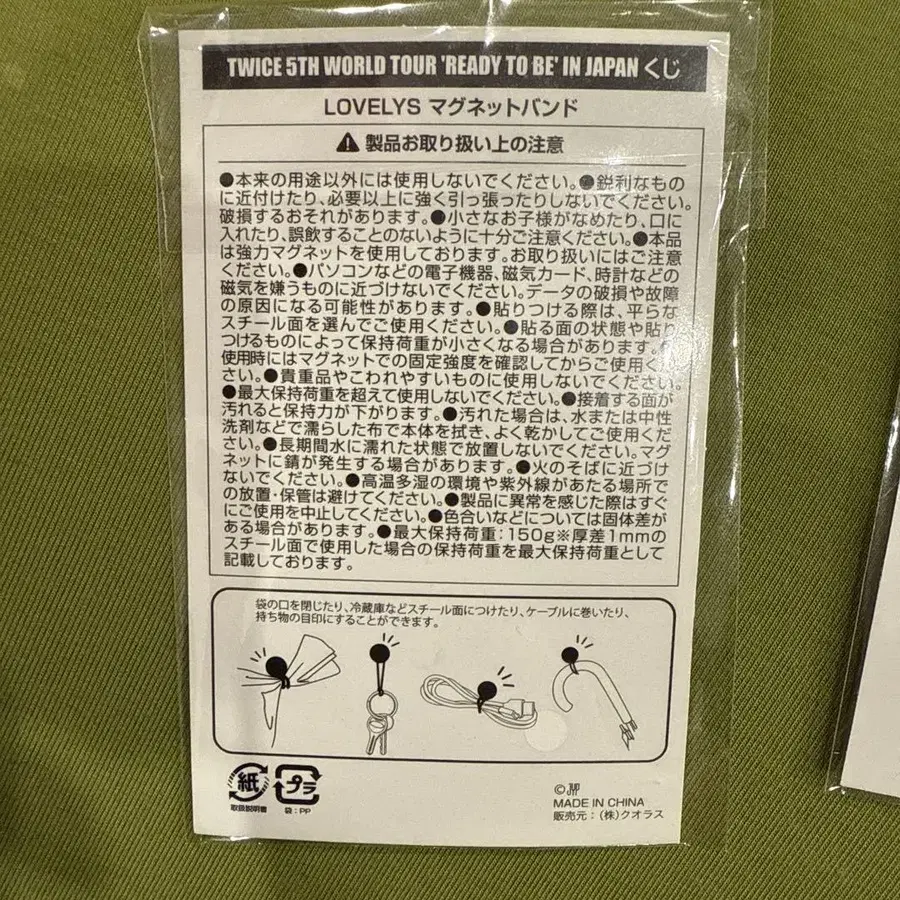 TWICE 5TH WORLD TOUR 'READY TO BE' IN JAPAN くじ
LOVELYS マグネットバンド
製品お取り扱い上の注意
●本来の用途以外には使用しないでください。●鋭利なもの
に近付けたり、必要以上に強く引っ張ったりしないでください。
破損するおそれがあります。●小さなお子様がなめたり、口に
入れたり、誤飲することのないように十分ご注意ください。●本品
は強力マグネットを使用しております。お取り扱いにはご注意
ください。●パソコンなどの電子機器、磁気カード、時計などの
磁気を嫌うものに近づけないでください。データの破損や故障
の原因になる可能性があります。●貼りつける際は、平らな
スチール面を選んでご使用ください。●貼る面の状態や貼り
つけるものによって保持荷重が小さくなる場合があります。●
使用時にはマグネットでの固定強度を確認してからご使用くだ
さい。●貴重品やこわれやすいものに使用しないでください。
●最大保持荷重を超えて使用しないでください。●接着する面が
汚れると保持力が下がります。●汚れた場合は、水または中性
洗剤などで濡らした布で本体を拭き、よく乾かしてご使用くだ
さい。●長期間水に濡れた状態で放置しないでください。マグ
ネットに錆が発生する場合があります。●火のそばに近づけ
ないでください。●高温多湿の環境や紫外線があたる場所で
の放置・保管は避けてください。●製品に異常を感じた際はすぐ
にご使用を中止してください。●色合いなどについては固体差が
ある場合があります。●最大保持荷重：150g※厚差1mmの
スチール面で使用した場合の保持荷重を最大保持荷重として
記載しております。
袋の口を閉じたり、冷蔵庫などスチール面につけたり、ケーブルに巻いたり、
持ち物の目印にすることができます。
紙
取扱説明書
プラ
袋：PP
©JYP
MADE IN CHINA
販売元：(株)クオラス